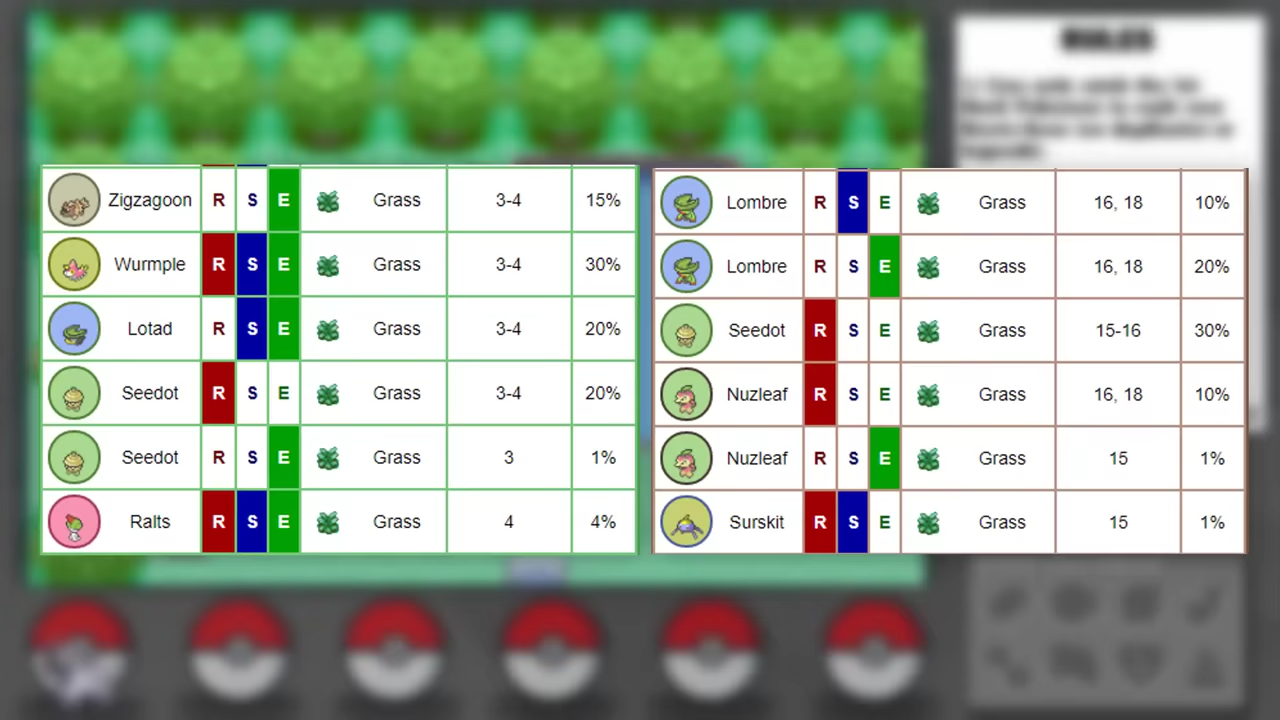 Zigzagoon R S E Grass 3-4 15%
Wurmple R S E Grass 3-4 30%
Lotad R S E Grass 3-4 20%
Seedot R S E Grass 3-4 20%
Seedot R S E Grass 3 1%
Ralts R S E Grass 4 4%
Lombre R S E Grass 16, 18 10%
Lombre R S E Grass 16, 18 20%
Seedot R S E Grass 15-16 30%
Nuzleaf R S E Grass 16, 18 10%
Nuzleaf R S E Grass 15 1%
Surskit R S E Grass 15 1%
RULES